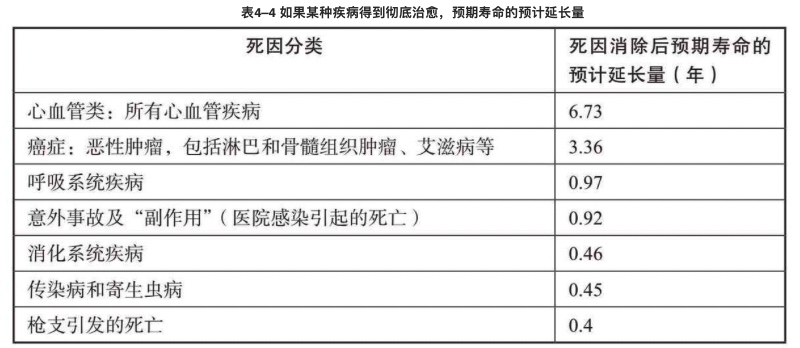 表4–4 如果某种疾病得到彻底治愈，预期寿命的预计延长量
死因分类
死因消除后预期寿命的
预计延长量（年）
心血管类：所有心血管疾病 6.73
癌症：恶性肿瘤，包括淋巴和骨髓组织肿瘤、艾滋病等 3.36
呼吸系统疾病 0.97
意外事故及“副作用”（医院感染引起的死亡） 0.92
消化系统疾病 0.46
传染病和寄生虫病 0.45
枪支引发的死亡 0.4